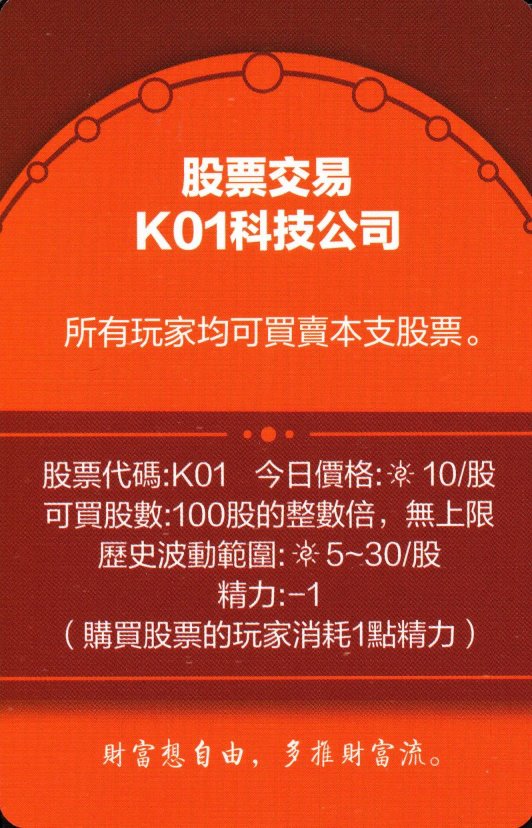 股票交易
K01科技公司
所有玩家均可買賣本支股票。
股票代碼:K01 今日價格: 10/股
可買股數:100股的整數倍，無上限
歷史波動範圍: 5~30/股
精力:-1
（購買股票的玩家消耗1點精力）
財富想自由，多推財富流。